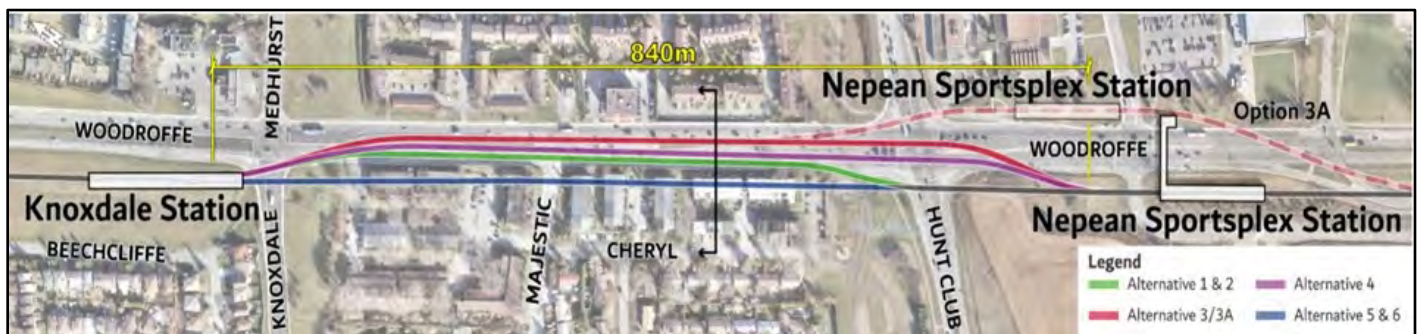 MEDHURST
840m
Nepean Sportsplex Station
Option 3A
WOODROFFE
WOODROFFE
Knoxdale Station
Nepean Sportsplex Station
BEECHCLIFFE
KNOXDALE
MAJESTIC
CHERYL
HUNT CLUB
Legend
Alternative 1 & 2
Alternative 4
Alternative 3/3A
Alternative 5 & 6